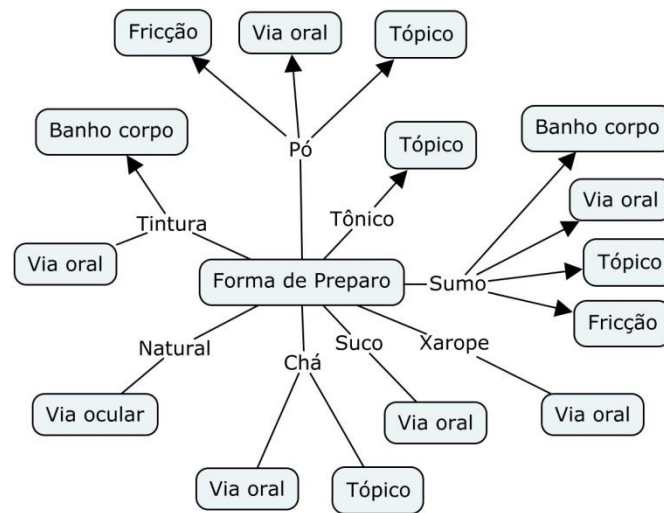 Fricção
Via oral
Tópico
Banho corpo
Pó
Tópico
Banho corpo
Tintura
Tônico
Via oral
Via oral
Forma de Preparo
Sumo
Tópico
Fricção
Natural
Chá
Suco
Xarope
Via ocular
Via oral
Via oral
Via oral
Tópico